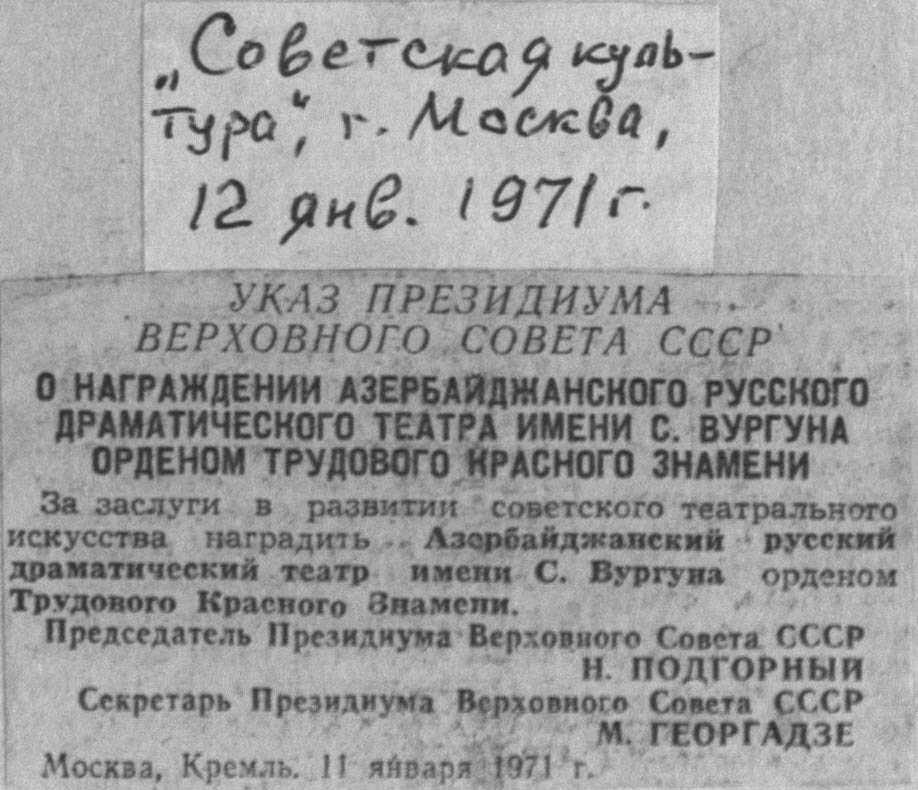 „Советская куль-
тура“, г. Москва,
12 янв. 1971 г.
УКАЗ ПРЕЗИДИУМА
ВЕРХОВНОГО СОВЕТА СССР
О НАГРАЖДЕНИИ АЗЕРБАЙДЖАНСКОГО РУССКОГО
ДРАМАТИЧЕСКОГО ТЕАТРА ИМЕНИ С. ВУРГУНА
ОРДЕНОМ ТРУДОВОГО КРАСНОГО ЗНАМЕНИ
За заслуги в развитии советского театрального
искусства наградить Азербайджанский русский
драматический театр имени С. Вургуна орденом
Трудового Красного Знамени.
Председатель Президиума Верховного Совета СССР
Н. ПОДГОРНЫЙ
Секретарь Президиума Верховного Совета СССР
М. ГЕОРГАДЗЕ
Москва, Кремль. 11 января 1971 г.